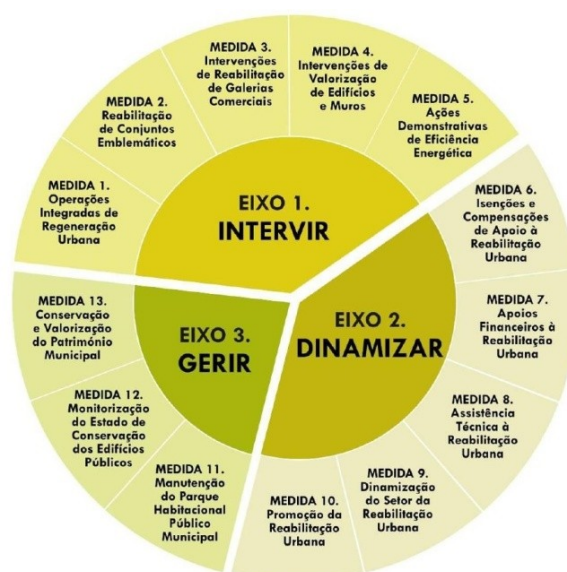 EIXO 1.
INTERVIR
MEDIDA 1.
Operações
Integradas de
Regeneração
Urbana
MEDIDA 2.
Reabilitação
de Conjuntos
Emblemáticos
MEDIDA 3.
Intervenções
de Reabilitação
de Galerias
Comerciais
MEDIDA 4.
Intervenções de
Valorização
de Edifícios
e Muros
MEDIDA 5.
Ações
Demonstrativas
de Eficiência
Energética
EIXO 2.
DINAMIZAR
MEDIDA 6.
Isenções e
Compensações
de Apoio à
Reabilitação
Urbana
MEDIDA 7.
Apoios
Financeiros à
Reabilitação
Urbana
MEDIDA 8.
Assistência
Técnica à
Reabilitação
Urbana
MEDIDA 9.
Dinamização
do Setor da
Reabilitação
Urbana
MEDIDA 10.
Promoção da
Reabilitação
Urbana
EIXO 3.
GERIR
MEDIDA 11.
Manutenção
do Parque
Habitacional
Público
Municipal
MEDIDA 12.
Monitorização
do Estado de
Conservação
dos Edifícios
Públicos
MEDIDA 13.
Conservação
e Valorização
do Património
Municipal